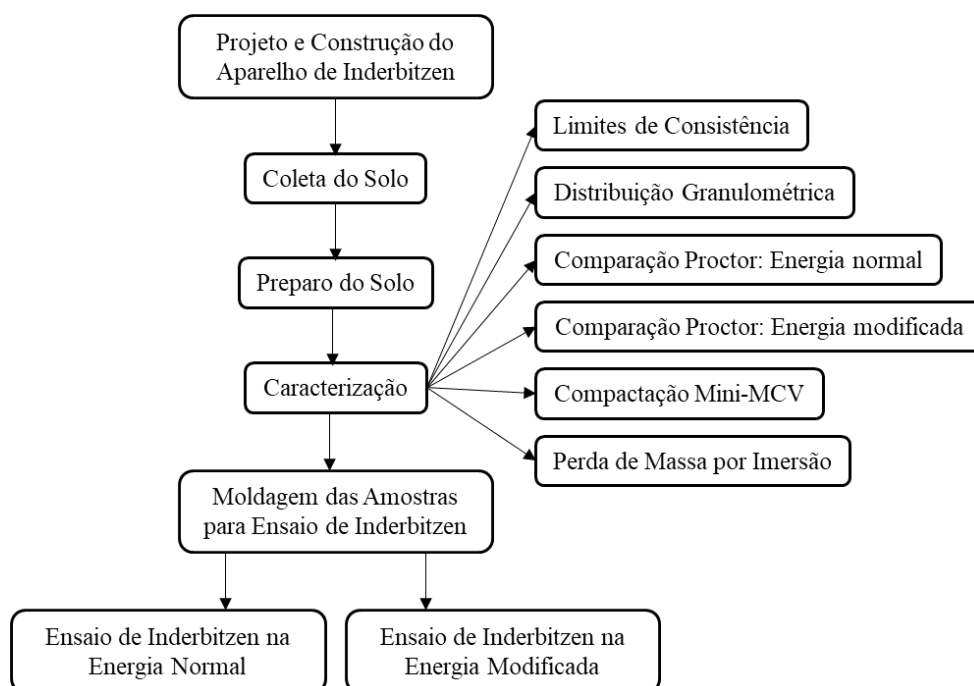 Projeto e Construção do
Aparelho de Inderbitzen
Coleta do Solo
Preparo do Solo
Caracterização
Limites de Consistência
Distribuição Granulométrica
Comparação Proctor: Energia normal
Comparação Proctor: Energia modificada
Compactação Mini-MCV
Perda de Massa por Imersão
Moldagem das Amostras
para Ensaio de Inderbitzen
Ensaio de Inderbitzen na
Energia Normal
Ensaio de Inderbitzen na
Energia Modificada